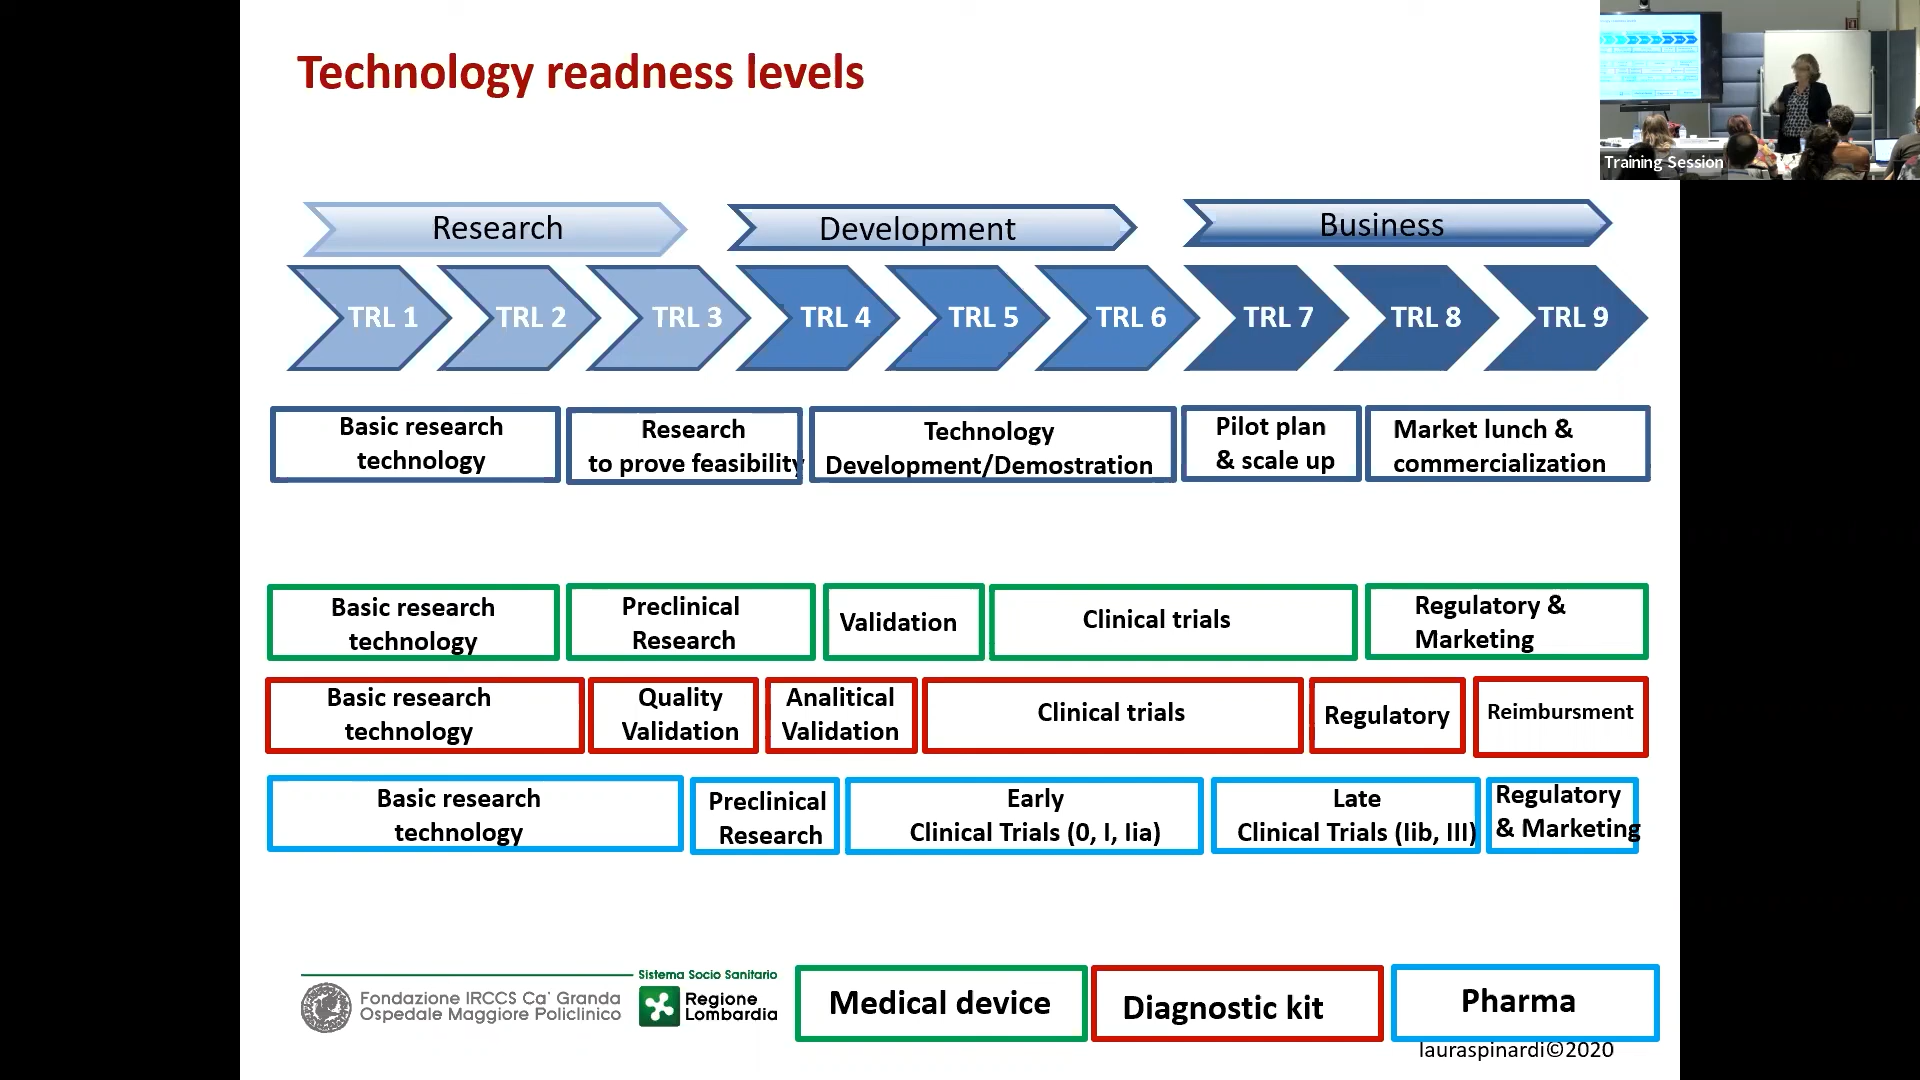 Technology readness levels
Training Session
Research
Development
Business
TRL 1
TRL 2
TRL 3
TRL 4
TRL 5
TRL 6
TRL 7
TRL 8
TRL 9
Basic research
technology
Research
to prove feasibility
Technology
Development/Demostration
Pilot plan
& scale up
Market lunch &
commercialization
Basic research
technology
Preclinical
Research
Validation
Clinical trials
Regulatory &
Marketing
Basic research
technology
Quality
Validation
Analitical
Validation
Clinical trials
Regulatory
Reimbursment
Basic research
technology
Preclinical
Research
Early
Clinical Trials (0, I, Iia)
Late
Clinical Trials (Iib, III)
Regulatory
& Marketing
Fondazione IRCCS Ca' Granda
Ospedale Maggiore Policlinico
Sistema Socio Sanitario
Regione
Lombardia
Medical device
Diagnostic kit
Pharma
lauraspinardi©2020